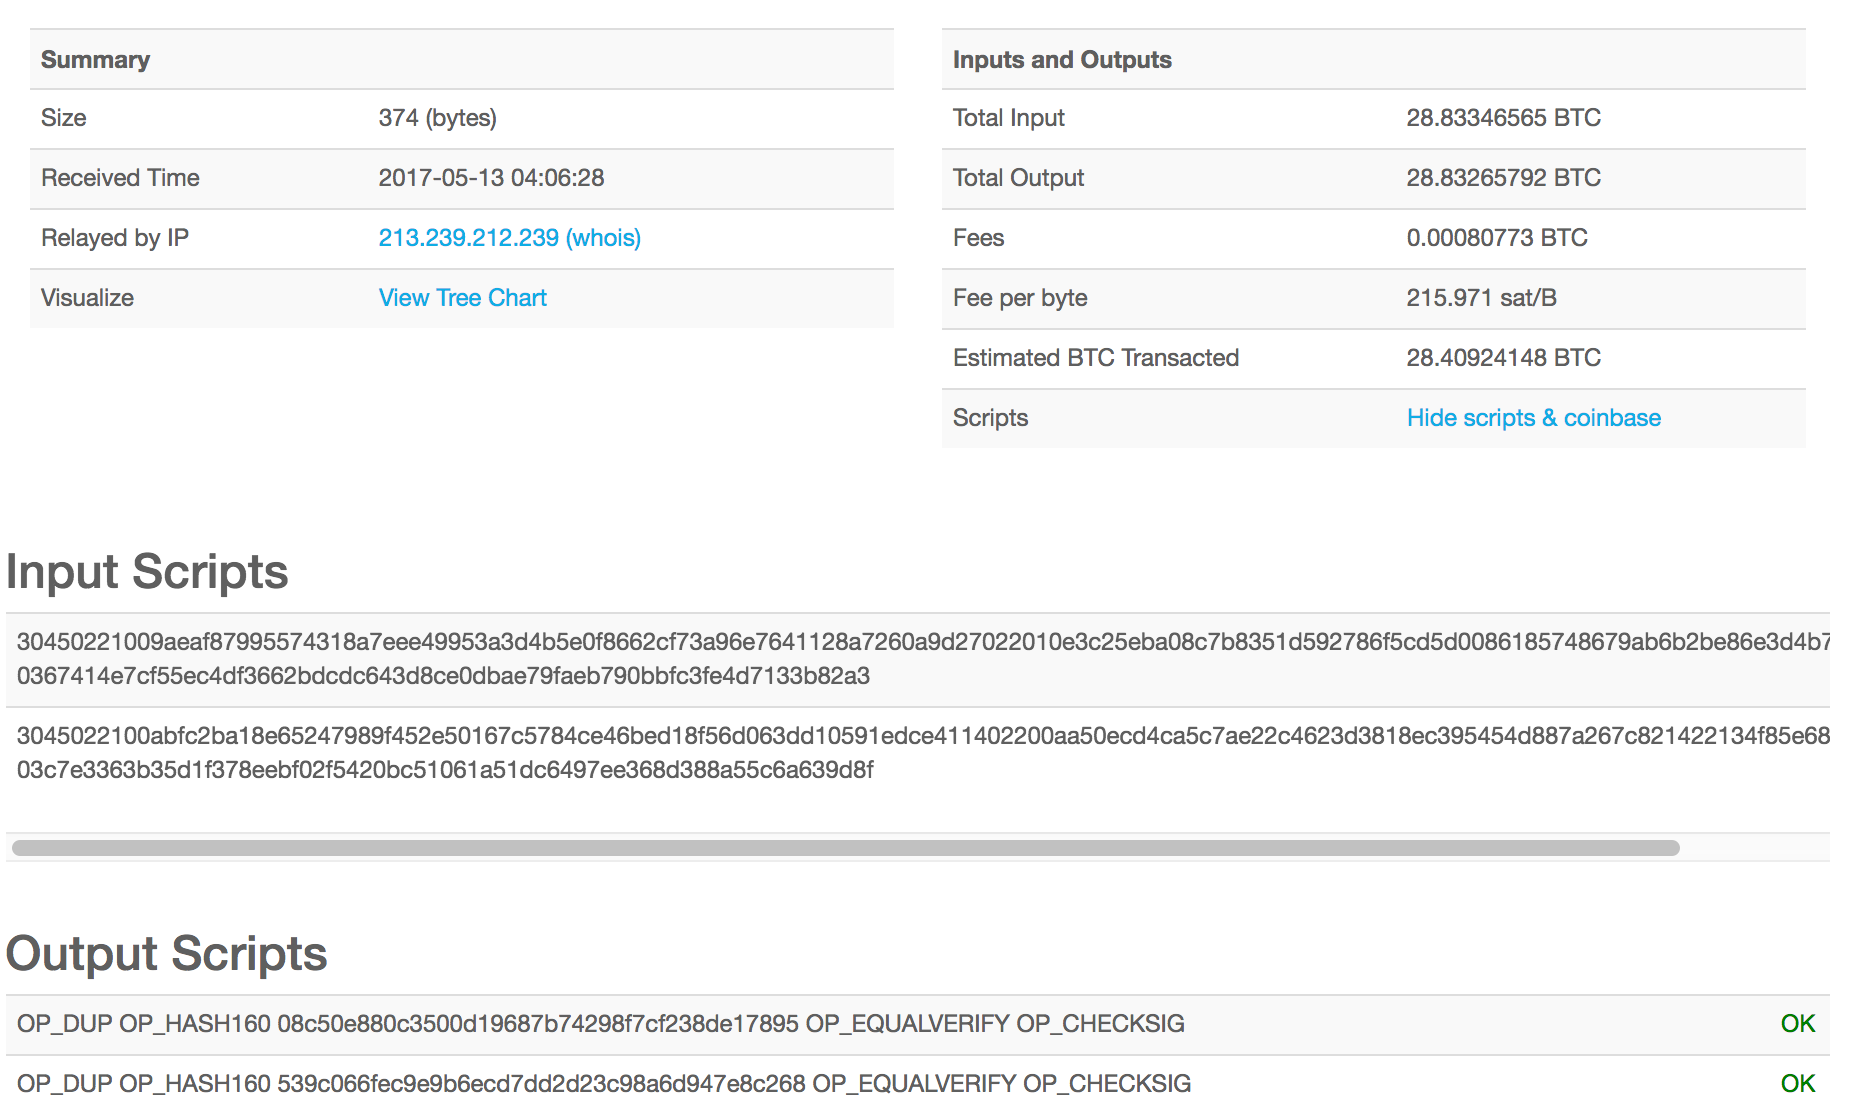 Summary
Size 374 (bytes)
Received Time 2017-05-13 04:06:28
Relayed by IP 213.239.212.239 (whois)
Visualize View Tree Chart
Inputs and Outputs
Total Input 28.83346565 BTC
Total Output 28.83265792 BTC
Fees 0.00080773 BTC
Fee per byte 215.971 sat/B
Estimated BTC Transacted 28.40924148 BTC
Scripts Hide scripts & coinbase
Input Scripts
30450221009aeaf87995574318a7eee49953a3d4b5e0f8662cf73a96e7641128a7260a9d27022010e3c25eba08c7b8351d592786f5cd5d0086185748679ab6b2be86e3d4b7
0367414e7cf55ec4df3662bdcdc643d8ce0dbae79faeb790bbfc3fe4d7133b82a3
3045022100abfc2ba18e65247989f452e50167c5784ce46bed18f56d063dd10591edce411402200aa50ecd4ca5c7ae22c4623d3818ec395454d887a267c821422134f85e68
03c7e3363b35d1f378eebf02f5420bc51061a51dc6497ee368d388a55c6a639d8f
Output Scripts
OP_DUP OP_HASH160 08c50e880c3500d19687b74298f7cf238de17895 OP_EQUALVERIFY OP_CHECKSIG OK
OP_DUP OP_HASH160 539c066fec9e9b6ecd7dd2d23c98a6d947e8c268 OP_EQUALVERIFY OP_CHECKSIG OK